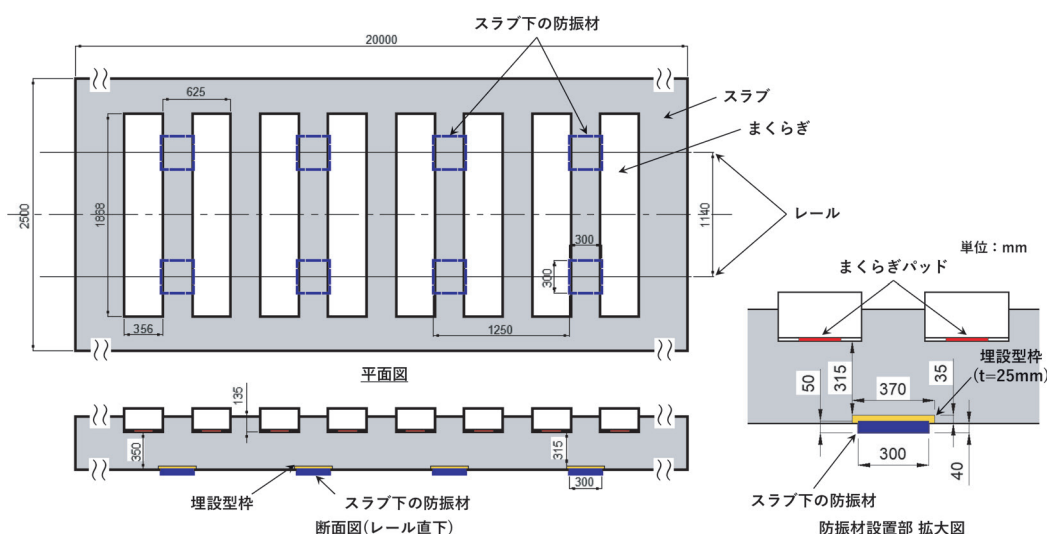 スラブ下の防振材
20000
625
スラブ
まくらぎ
2500
1868
1140
レール
300
300
単位：mm
まくらぎパッド
356
1250
平面図
埋設型枠
(t=25mm)
50
315
370
35
135
350
315
300
40
300
埋設型枠
スラブ下の防振材
断面図(レール直下)
スラブ下の防振材
防振材設置部 拡大図